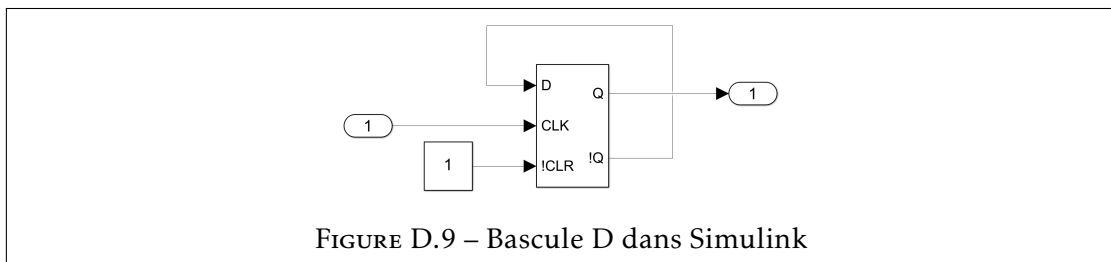 D
Q
1
1
CLK
1
!CLR
!Q
FIGURE D.9 – Bascule D dans Simulink